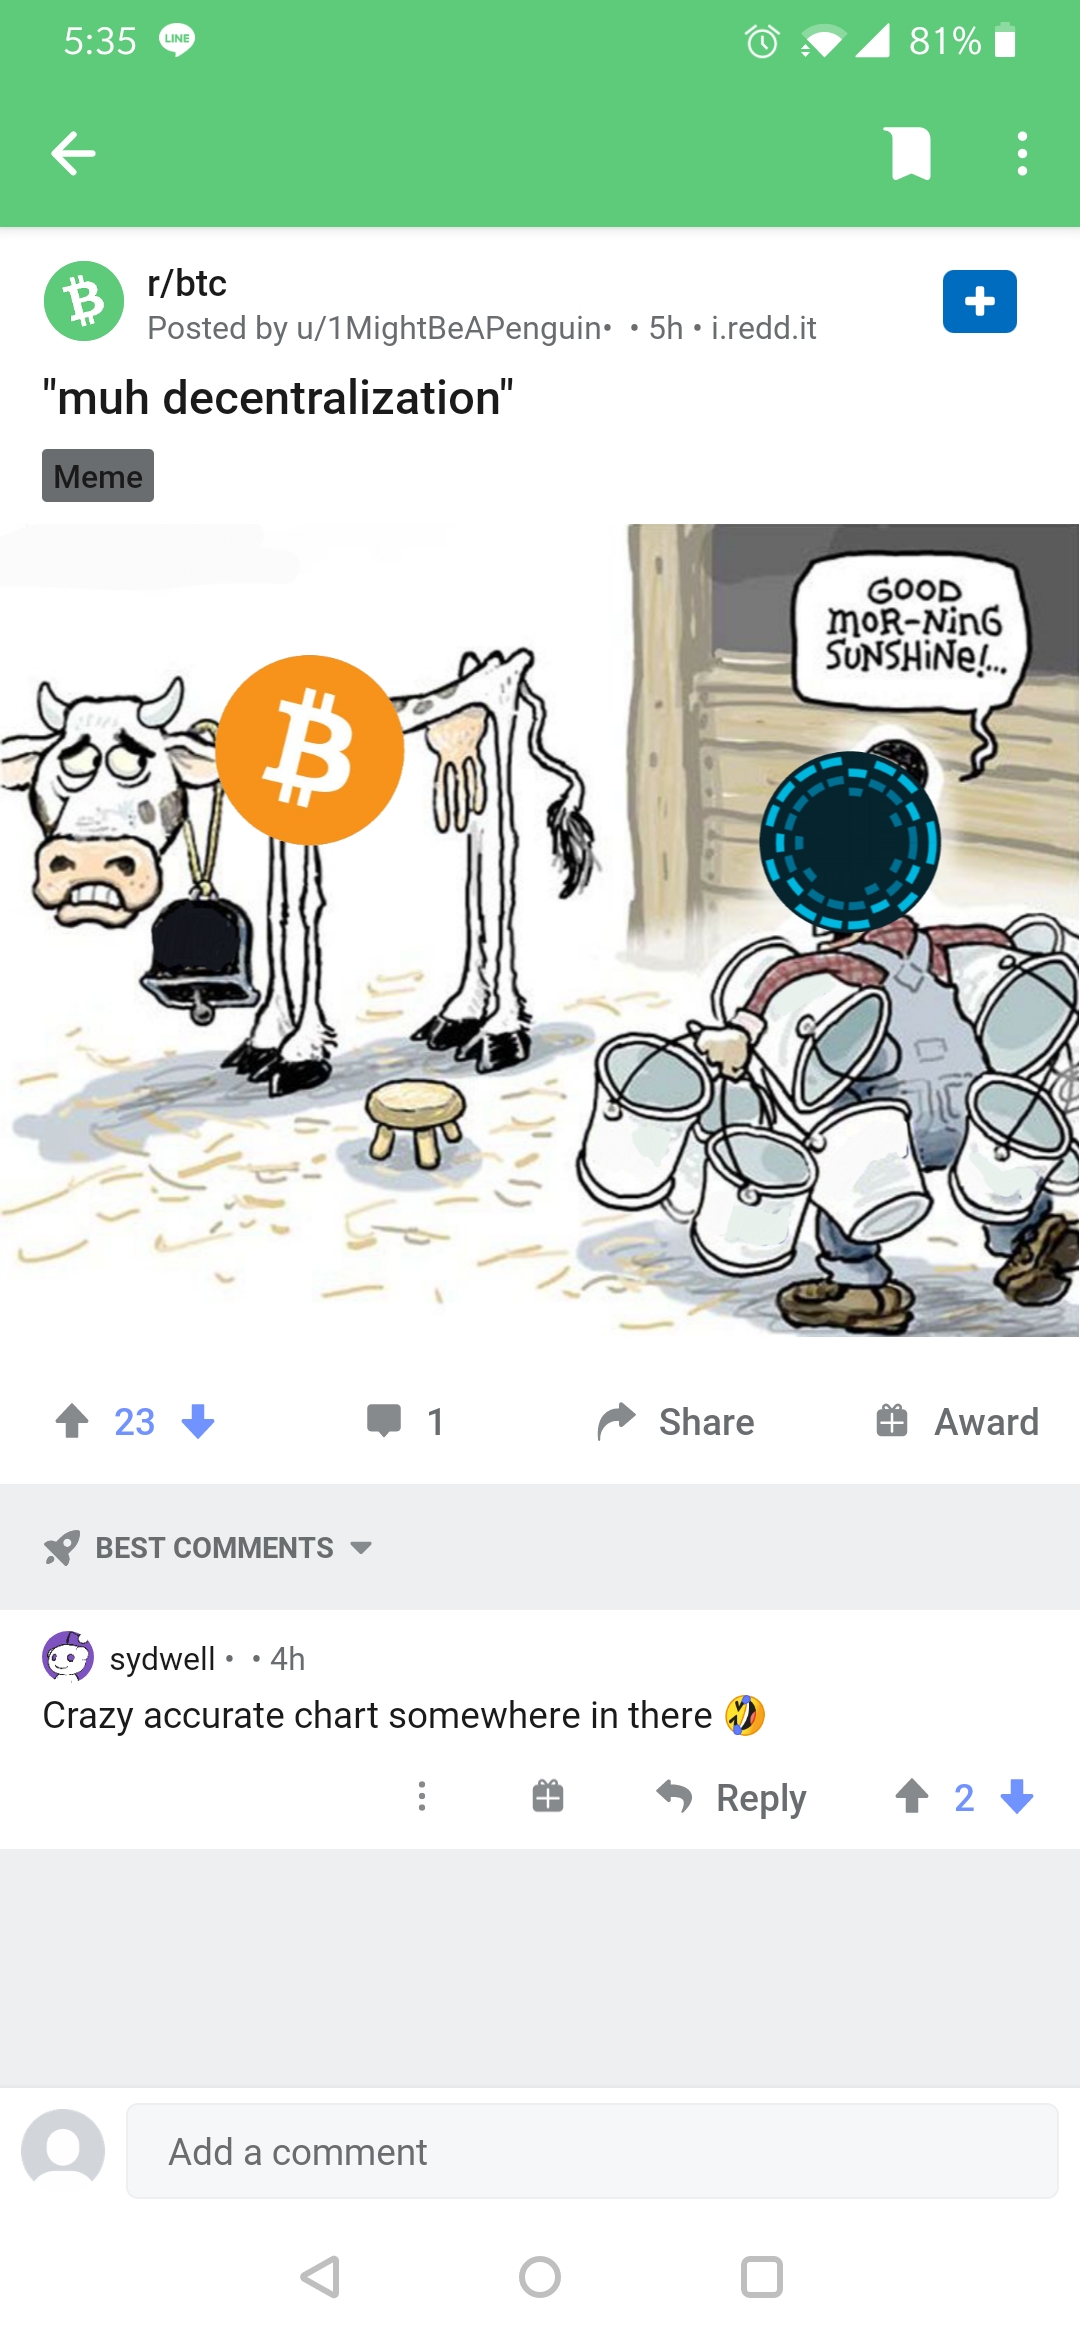 5:35 LINE 81%
r/btc
Posted by u/1MightBeAPenguin• • 5h • i.redd.it
"muh decentralization"
Meme
GOOD
MOR-NING
SUNSHINE!...
23 1 Share Award
BEST COMMENTS
sydwell • • 4h
Crazy accurate chart somewhere in there 🤣
Reply 2
Add a comment